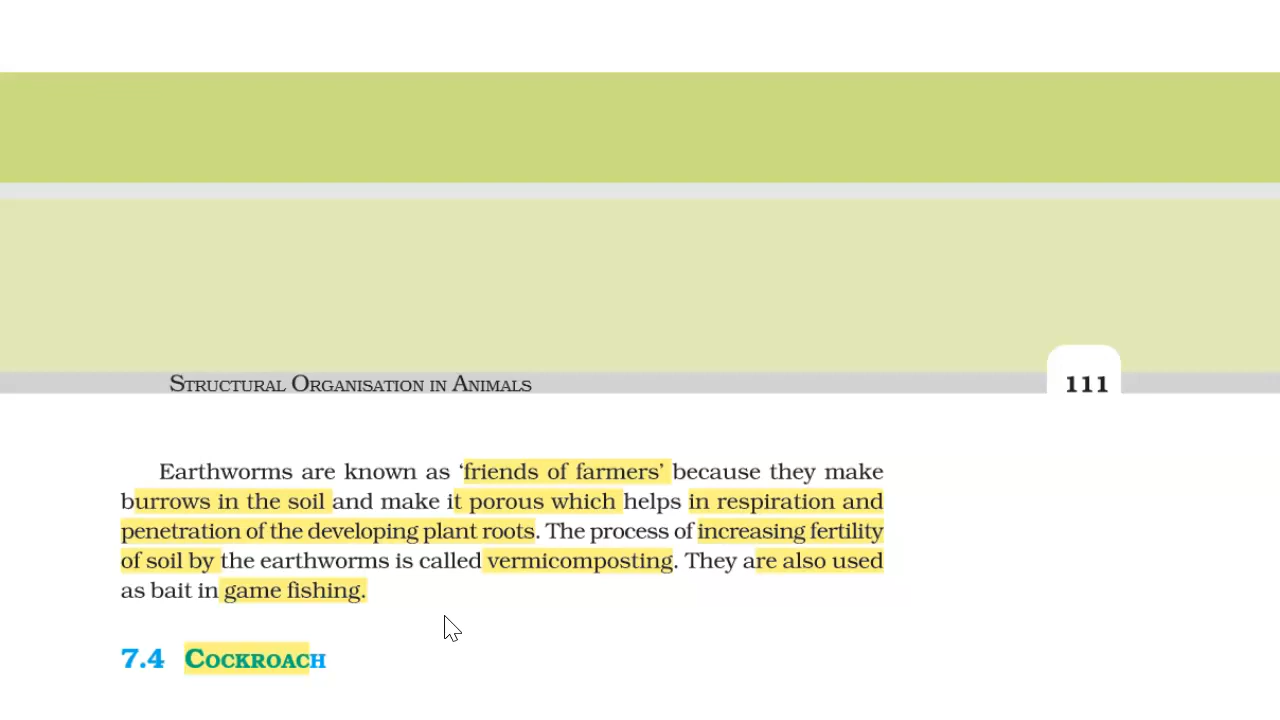 STRUCTURAL ORGANISATION IN ANIMALS 111
Earthworms are known as ‘friends of farmers’ because they make
burrows in the soil and make it porous which helps in respiration and
penetration of the developing plant roots. The process of increasing fertility
of soil by the earthworms is called vermicomposting. They are also used
as bait in game fishing.
7.4 COCKROACH